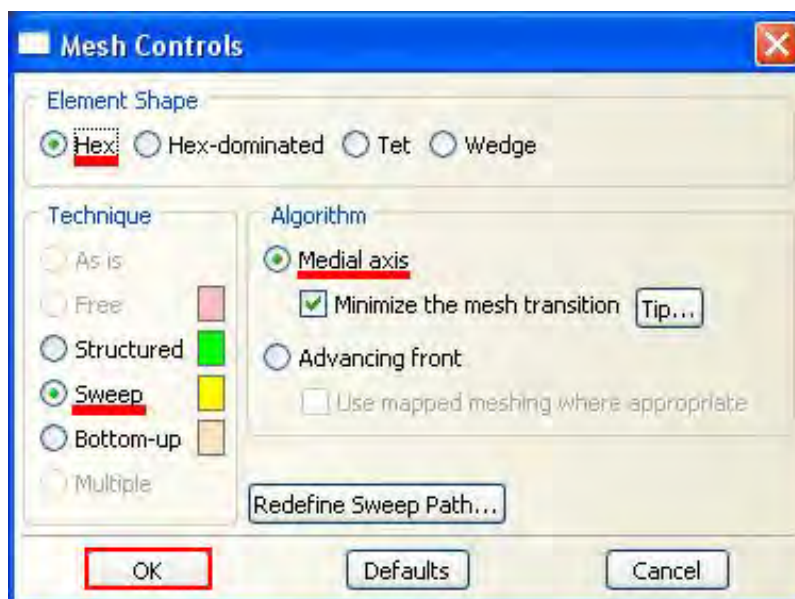 Mesh Controls
Element Shape
Hex Hex-dominated Tet Wedge
Technique
As is
Free
Structured
Sweep
Bottom-up
Multiple
Algorithm
Medial axis
Minimize the mesh transition Tip...
Advancing front
Use mapped meshing where appropriate
Redefine Sweep Path...
OK Defaults Cancel